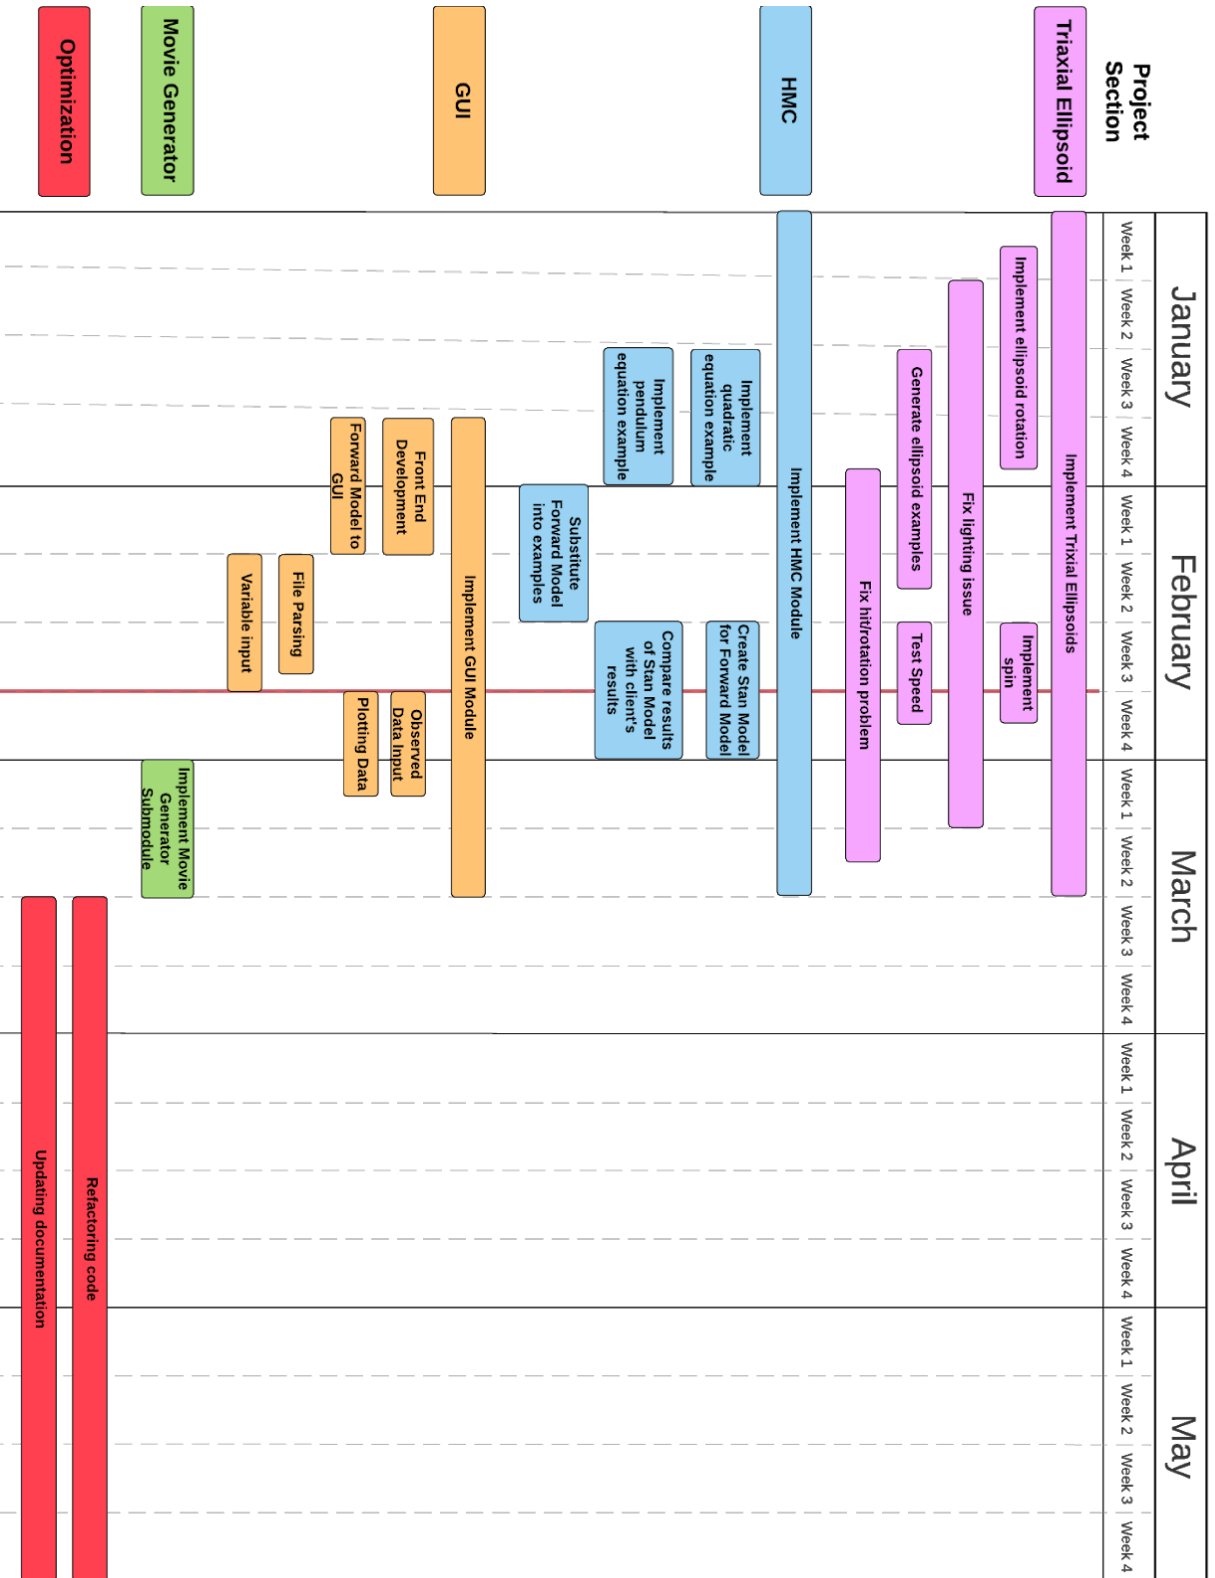 January
February
March
April
May
Project
Section
Week 1
Week 2
Week 3
Week 4
Week 1
Week 2
Week 3
Week 4
Week 1
Week 2
Week 3
Week 4
Week 1
Week 2
Week 3
Week 4
Week 1
Week 2
Week 3
Week 4
Triaxial Ellipsoid
Implement Trixial Ellipsoids
Implement ellipsoid rotation
Implement
spin
Fix lighting issue
Generate ellipsoid examples
Test Speed
Fix hit/rotation problem
HMC
Implement HMC Module
Implement
quadratic
equation example
Create Stan Model
for Forward Model
Implement
pendulum
equation example
Compare results
of Stan Model
with client's
results
Substitute
Forward Model
into examples
GUI
Implement GUI Module
Front End
Development
Observed
Data Input
Forward Model to
GUI
Plotting Data
File Parsing
Variable input
Movie Generator
Implement Movie
Generator
Submodule
Optimization
Refactoring code
Updating documentation